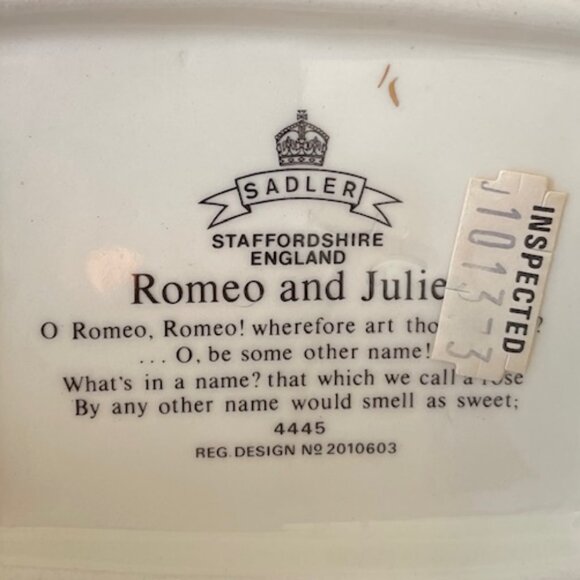 SADLER
STAFFORDSHIRE
ENGLAND
Romeo and Julie
O Romeo, Romeo! wherefore art tho ?
... O, be some other name!
What's in a name? that which we call a rose
By any other name would smell as sweet;
4445
REG. DESIGN Nº 2010603
INSPECTED